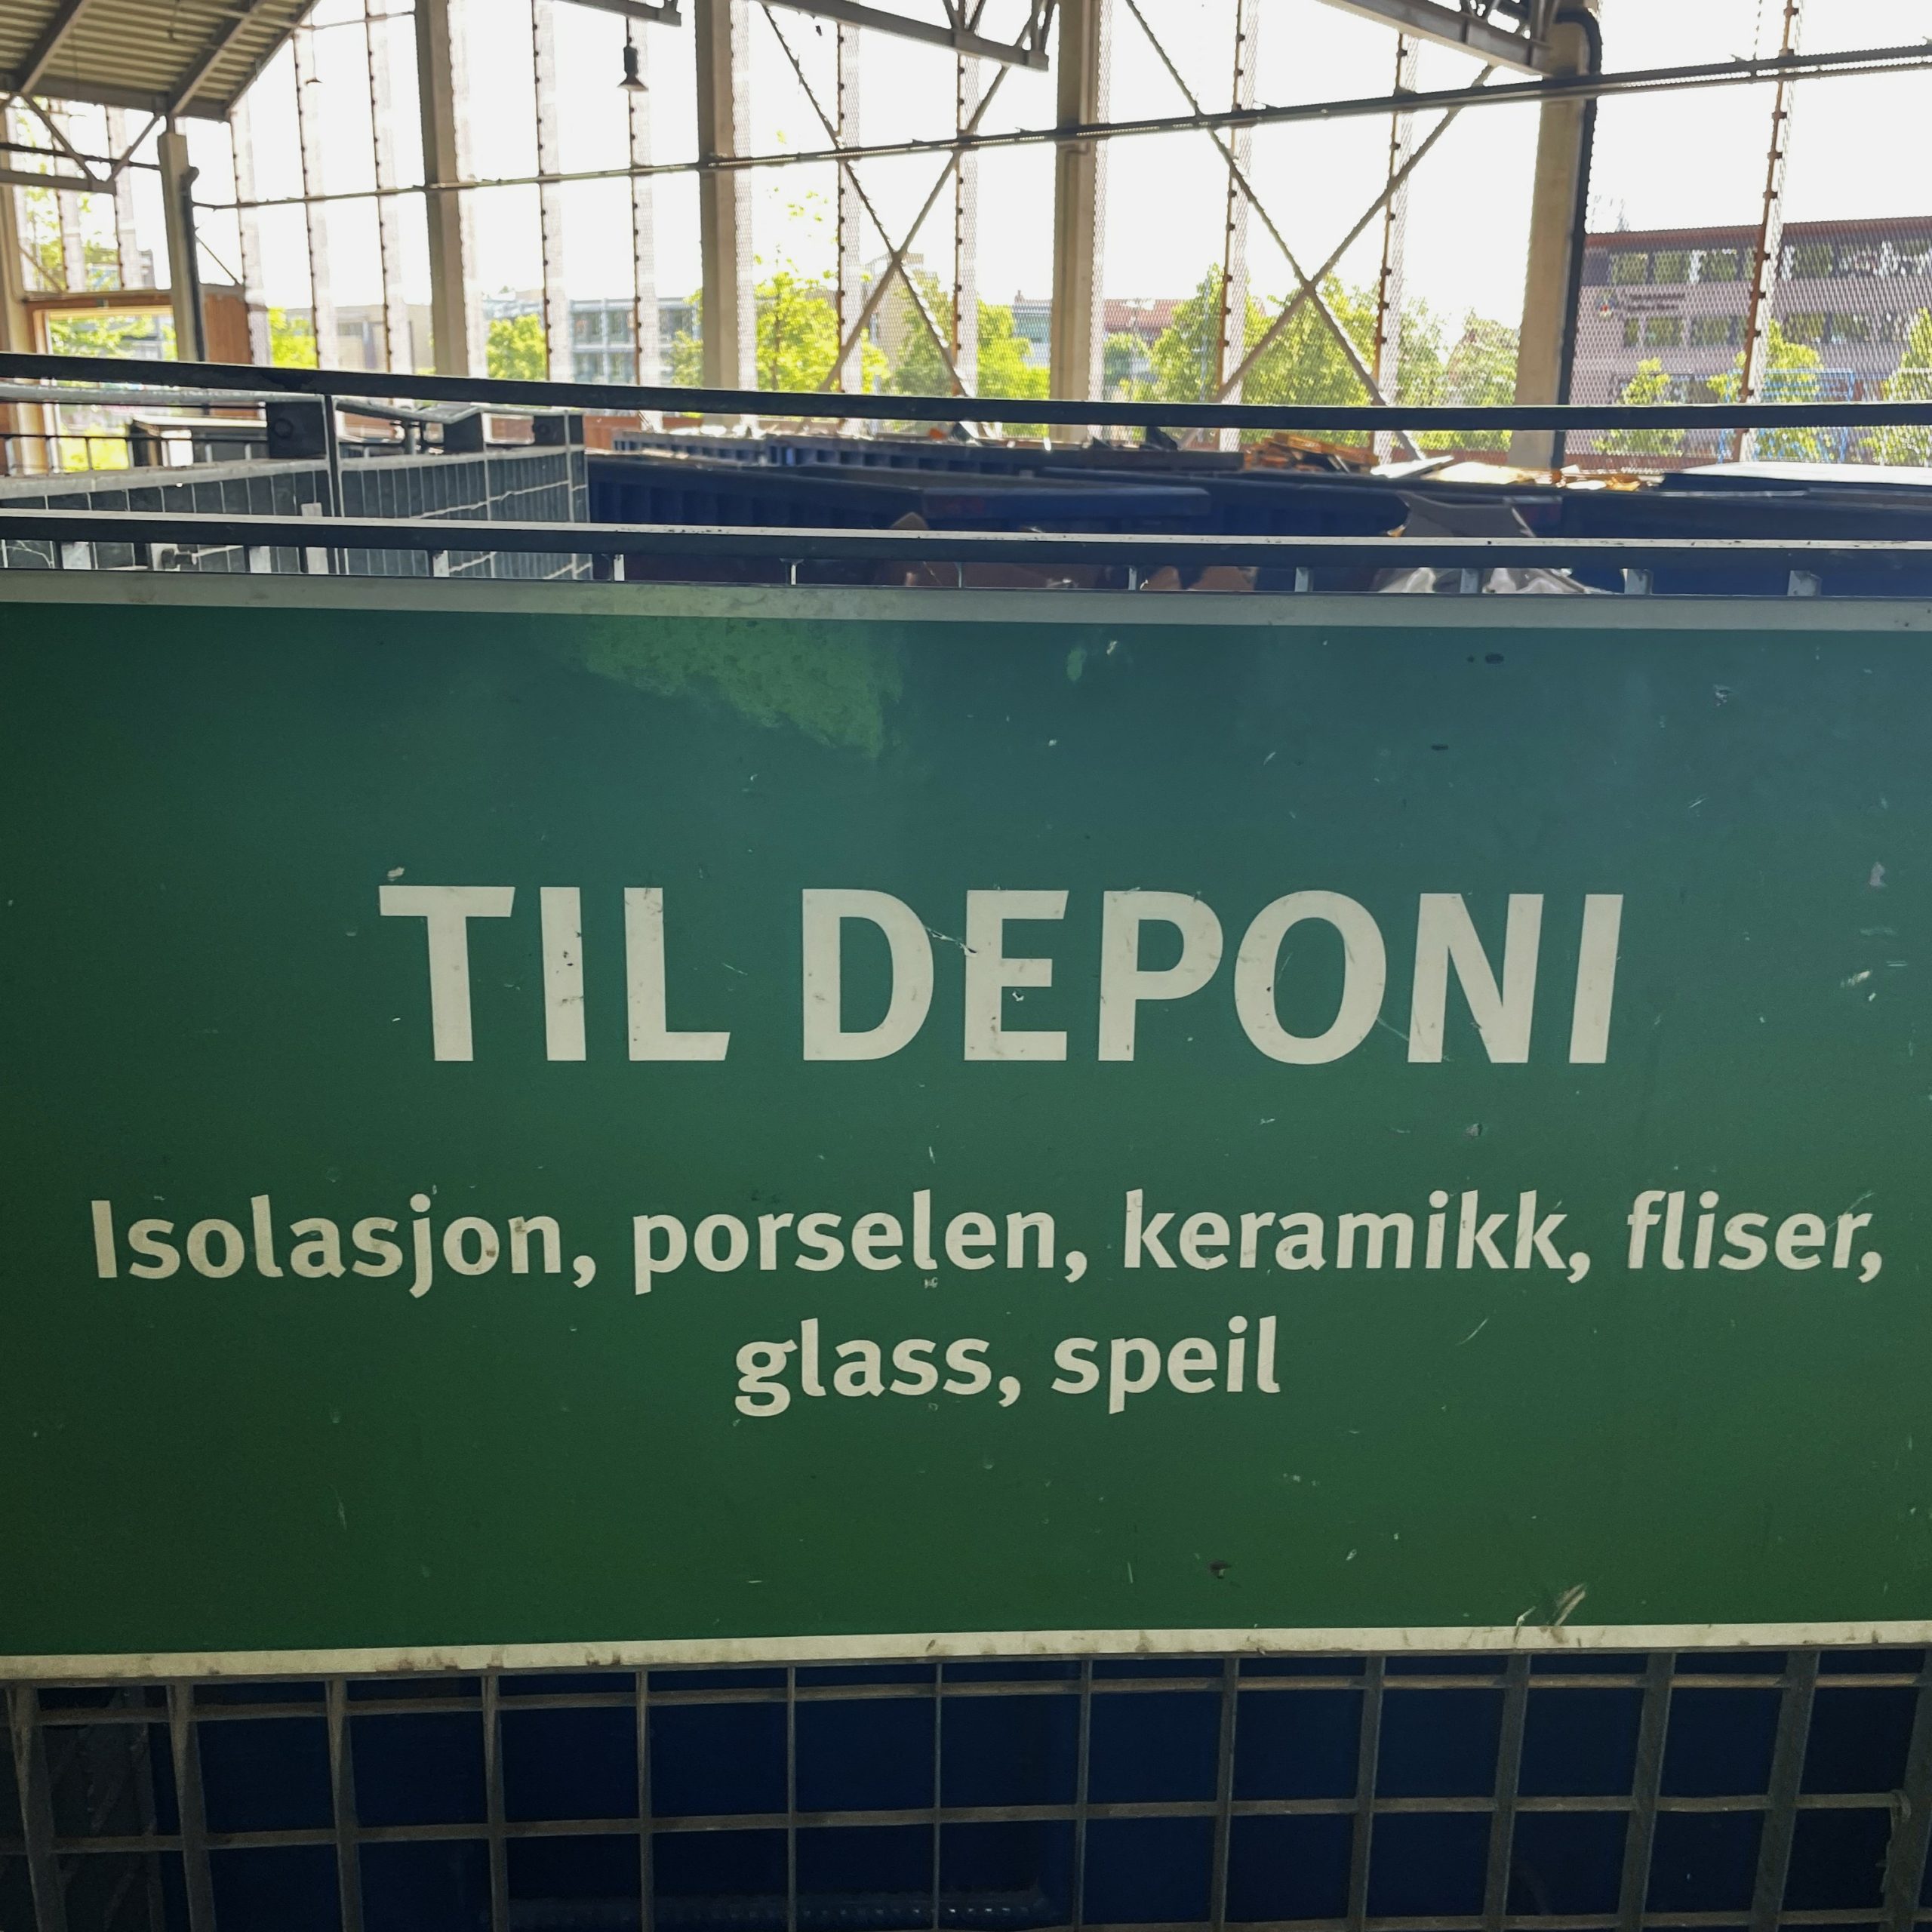 TIL DEPONI
Isolasjon, porselen, keramikk, fliser,
glass, speil